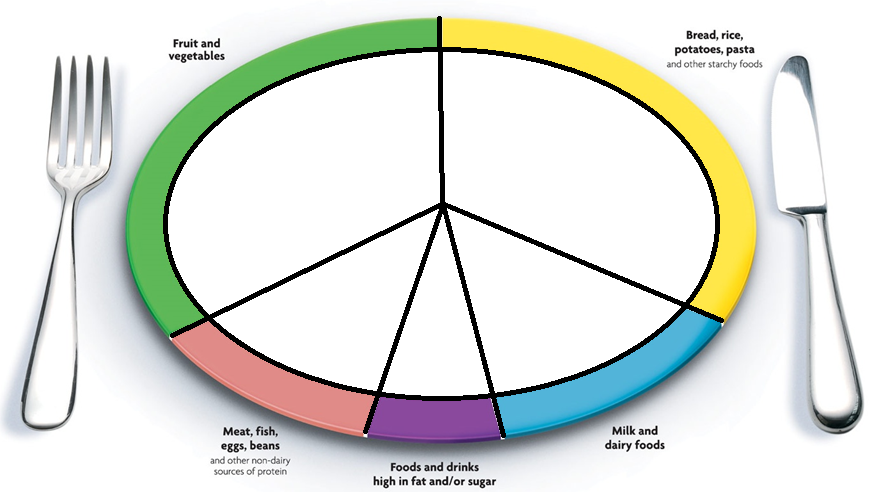 Fruit and
vegetables
Bread, rice,
potatoes, pasta
and other starchy foods
Meat, fish,
eggs, beans
and other non-dairy
sources of protein
Foods and drinks
high in fat and/or sugar
Milk and
dairy foods